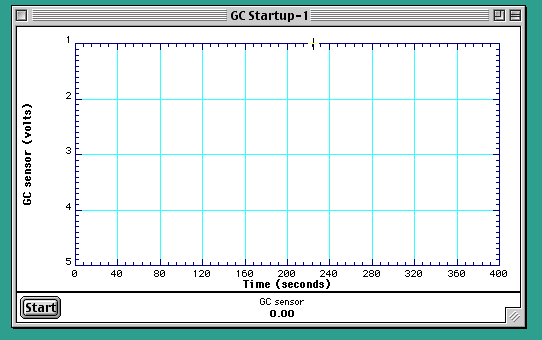 GC Startup-1
1
2
3
4
5
GC sensor (volts)
0 40 80 120 160 200 240 280 320 360 400
Time (seconds)
Start
GC sensor
0.00